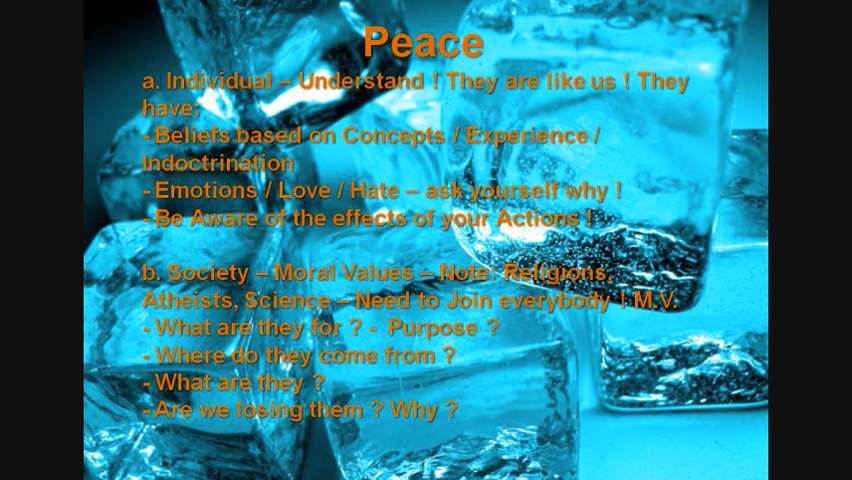 Peace
a. Individual – Understand ! They are like us ! They
have;
- Beliefs based on Concepts / Experience /
Indoctrination
- Emotions / Love / Hate – ask yourself why !
- Be Aware of the effects of your Actions !
b. Society – Moral Values – Note: Religions,
Atheists, Science – Need to Join everybody ! M.V.
- What are they for ? - Purpose ?
- Where do they come from ?
- What are they ?
- Are we losing them ? Why ?